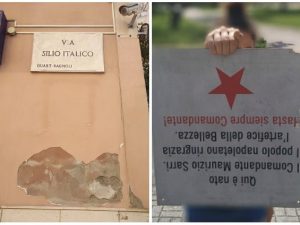 VIA
SILIO ITALICO
QUART. BAGNOLI
Qui è nato
il Comandante Maurizio Sarri.
Il popolo napoletano ringrazia
l'artefice della Bellezza.
Hasta siempre Comandante!